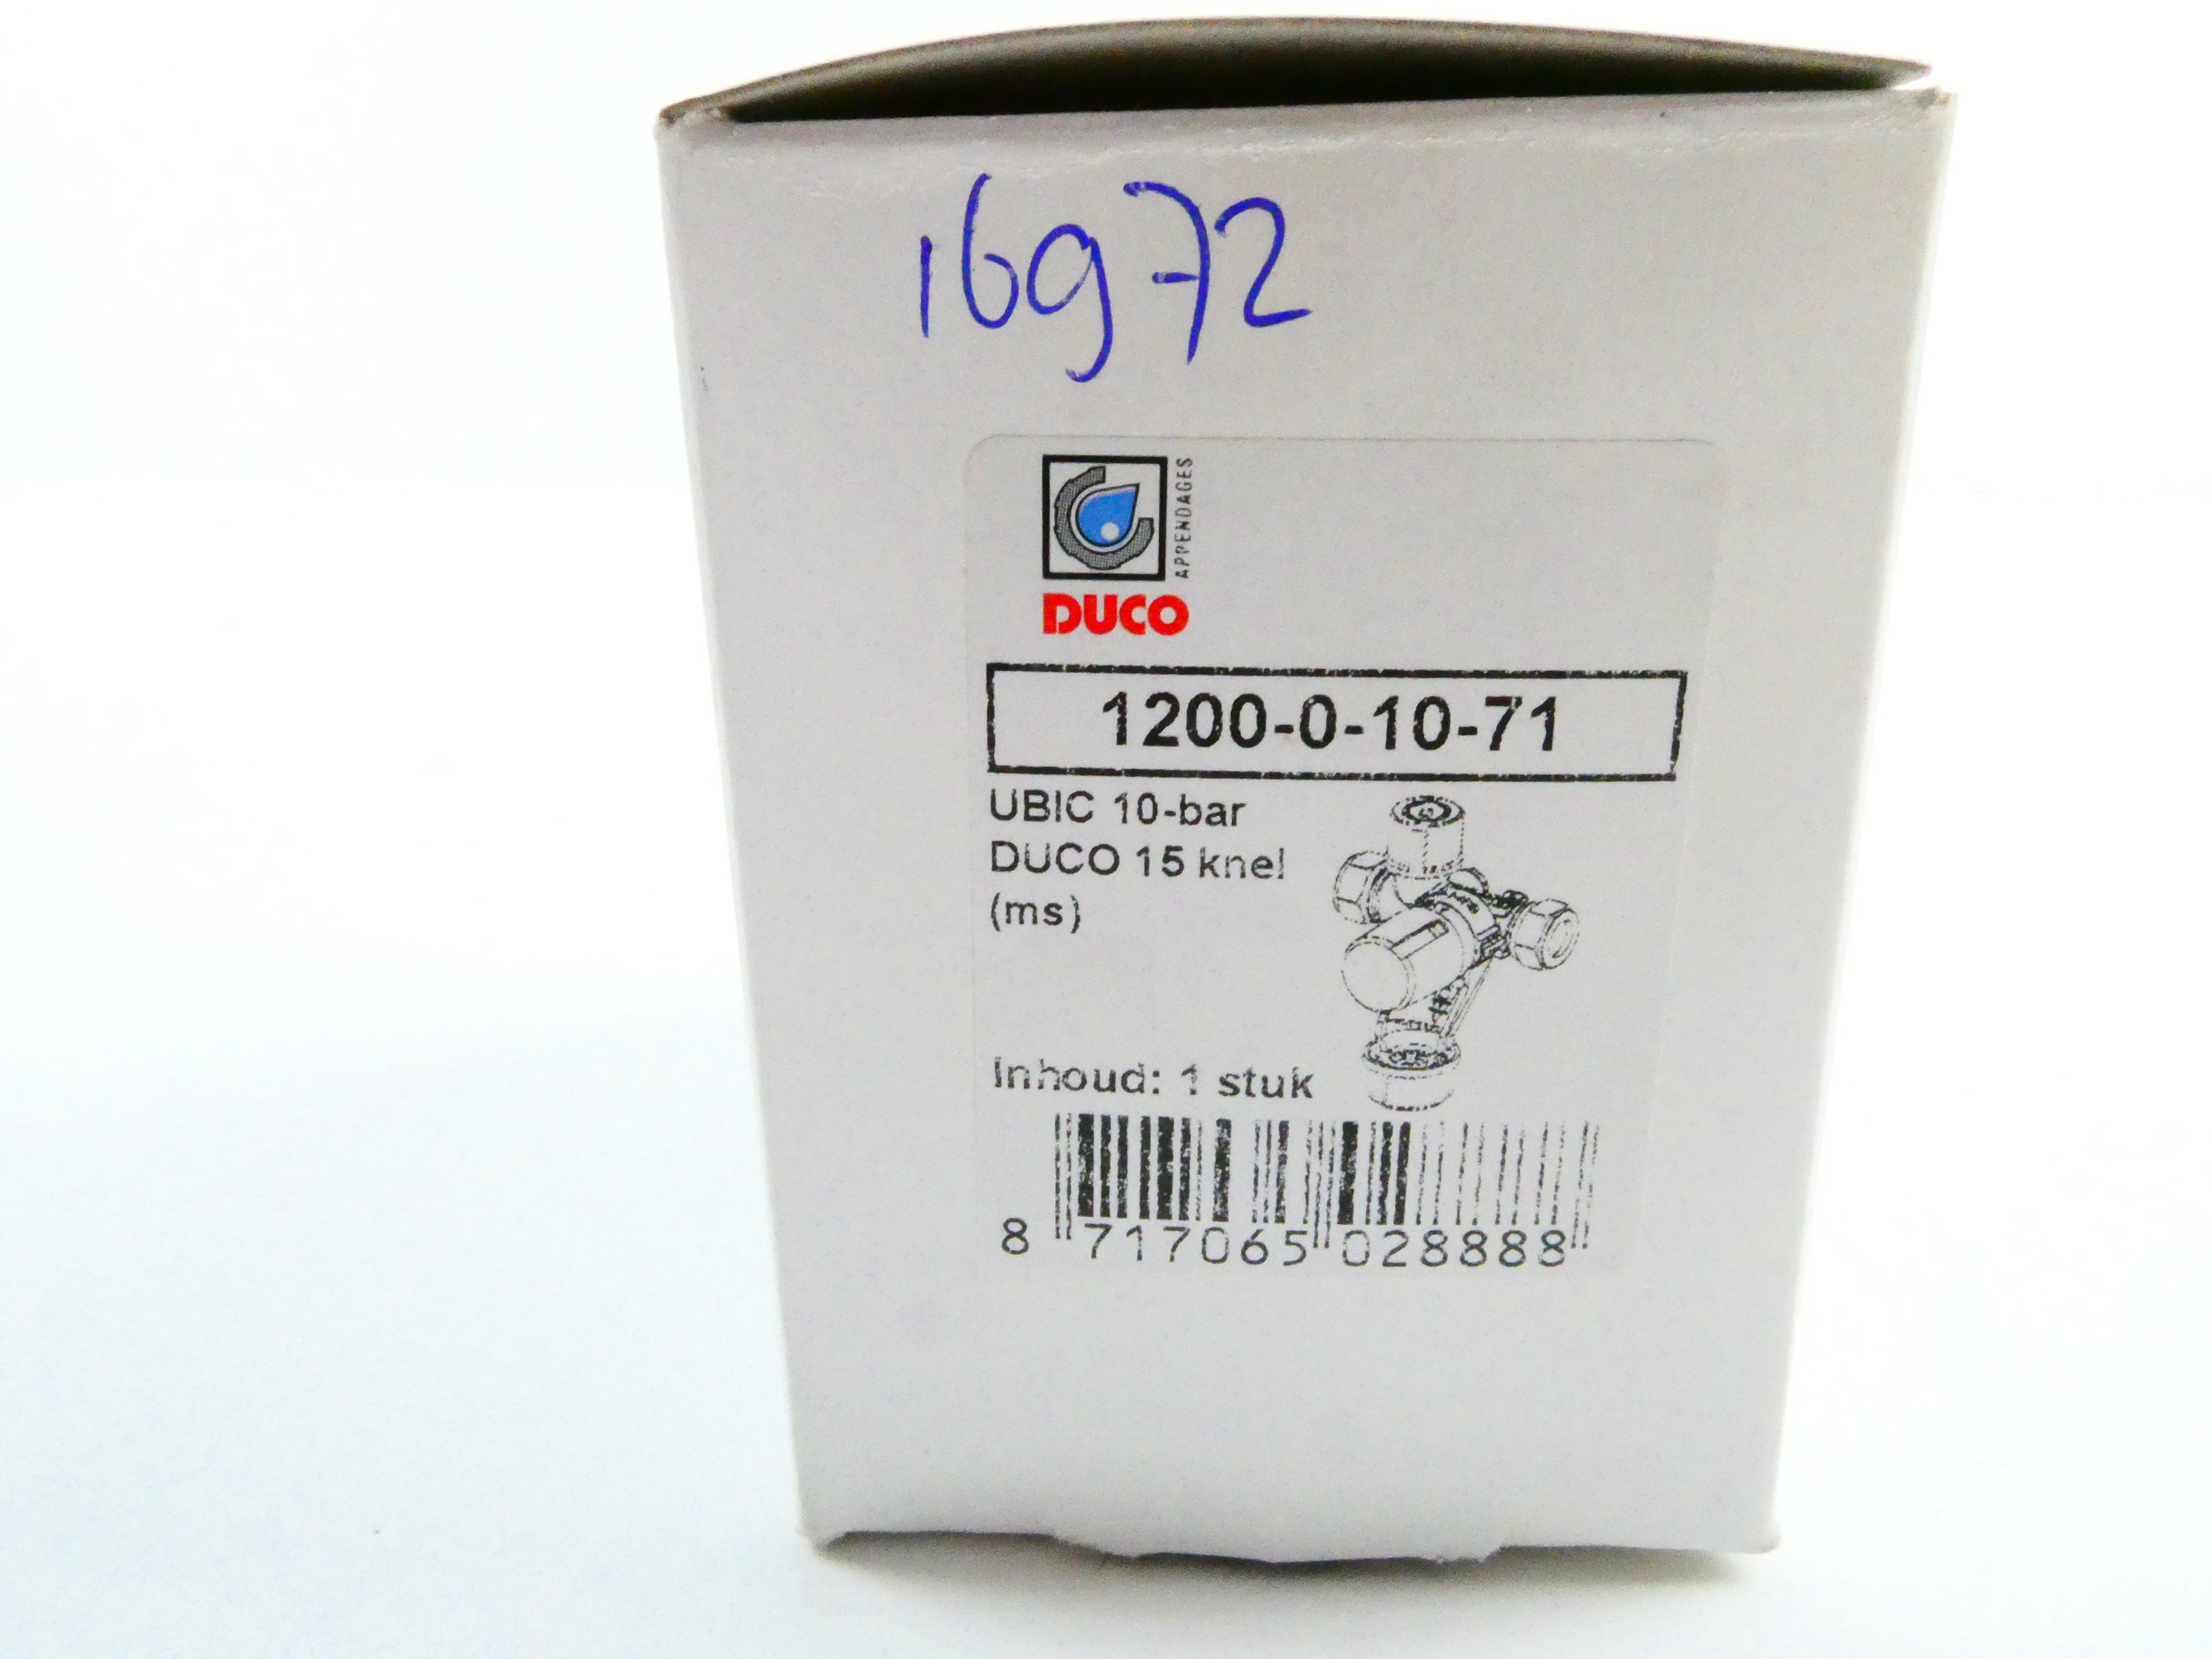 16972
APPENDAGES
DUCO
1200-0-10-71
UBIC 10-bar
DUCO 15 knel
(ms)
Inhoud: 1 stuk
8 717065 028888